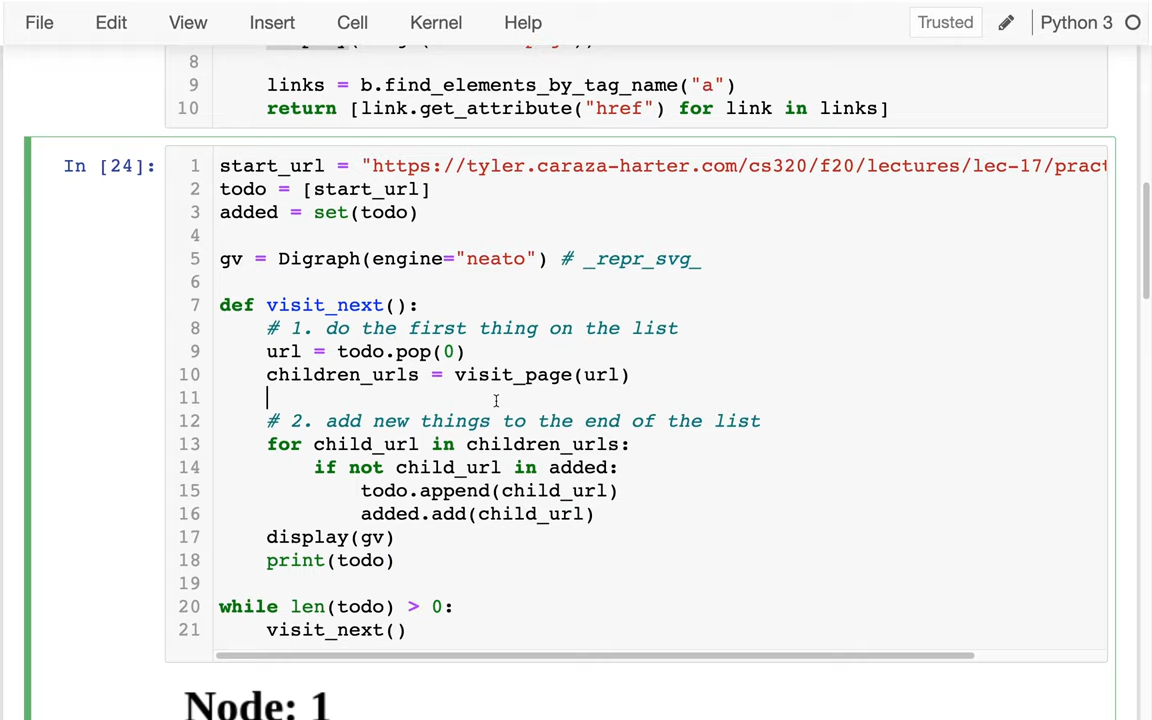 File Edit View Insert Cell Kernel Help Trusted Python 3
8
9 links = b.find_elements_by_tag_name("a")
10 return [link.get_attribute("href") for link in links]
In [24]:
1 start_url = "https://tyler.caraza-harter.com/cs320/f20/lectures/lec-17/pract
2 todo = [start_url]
3 added = set(todo)
4
5 gv = Digraph(engine="neato") # _repr_svg_
6
7 def visit_next():
8 # 1. do the first thing on the list
9 url = todo.pop(0)
10 children_urls = visit_page(url)
11
12 # 2. add new things to the end of the list
13 for child_url in children_urls:
14 if not child_url in added:
15 todo.append(child_url)
16 added.add(child_url)
17 display(gv)
18 print(todo)
19
20 while len(todo) > 0:
21 visit_next()
Node: 1